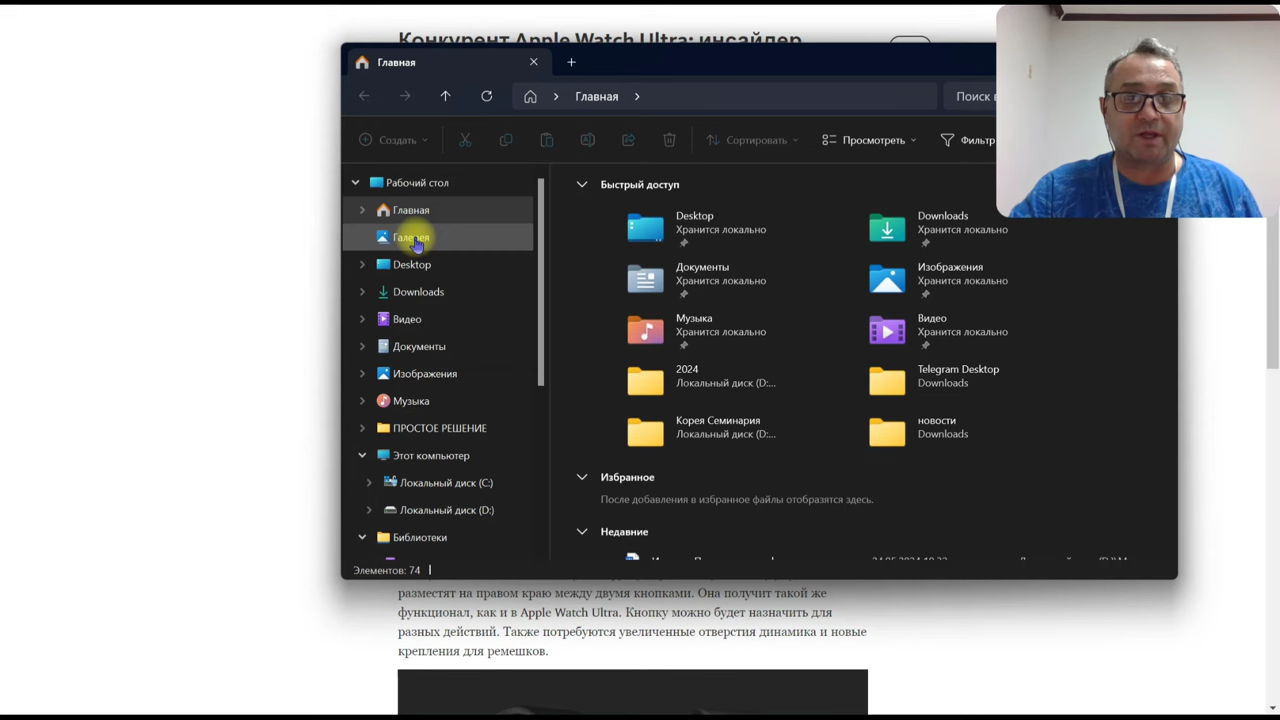 Конкурент Apple Watch Ultra: инсайдер
Главная
Главная
Поиск в
Создать
Сортировать
Просмотреть
Фильтр
Рабочий стол
Главная
Галерея
Desktop
Downloads
Видео
Документы
Изображения
Музыка
ПРОСТОЕ РЕШЕНИЕ
Этот компьютер
Локальный диск (C:)
Локальный диск (D:)
Библиотеки
Быстрый доступ
Desktop
Хранится локально
Downloads
Хранится локально
Документы
Хранится локально
Изображения
Хранится локально
Музыка
Хранится локально
Видео
Хранится локально
2024
Локальный диск (D:...
Telegram Desktop
Downloads
Корея Семинария
Локальный диск (D:...
новости
Downloads
Избранное
После добавления в избранное файлы отобразятся здесь.
Недавние
Элементов: 74
разместят на правом краю между двумя кнопками. Она получит такой же
функционал, как и в Apple Watch Ultra. Кнопку можно будет назначить для
разных действий. Также потребуются увеличенные отверстия динамика и новые
крепления для ремешков.